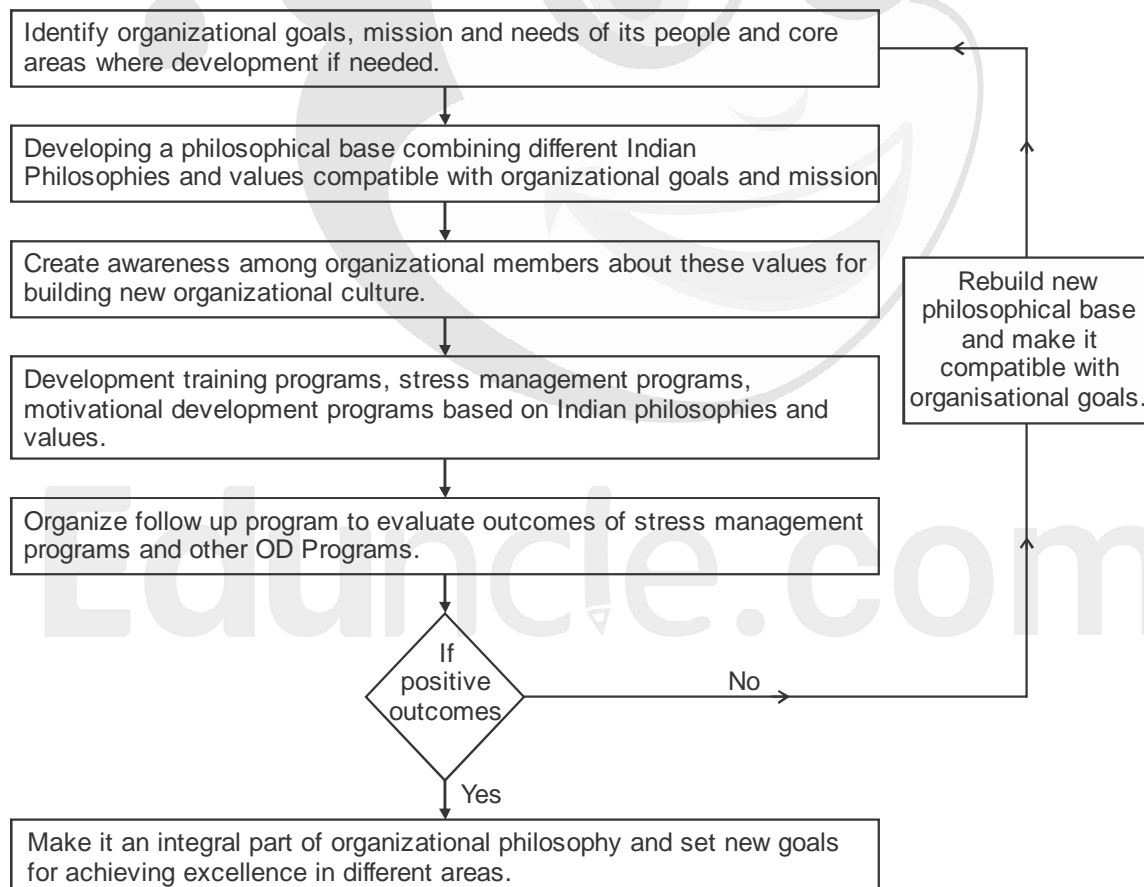 Identify organizational goals, mission and needs of its people and core
areas where development if needed.
Developing a philosophical base combining different Indian
Philosophies and values compatible with organizational goals and mission
Create awareness among organizational members about these values for
building new organizational culture.
Rebuild new
philosophical base
and make it
compatible with
organisational goals.
Development training programs, stress management programs,
motivational development programs based on Indian philosophies and
values.
Organize follow up program to evaluate outcomes of stress management
programs and other OD Programs.
Eduncle.com
If
positive
outcomes
No
Yes
Make it an integral part of organizational philosophy and set new goals
for achieving excellence in different areas.